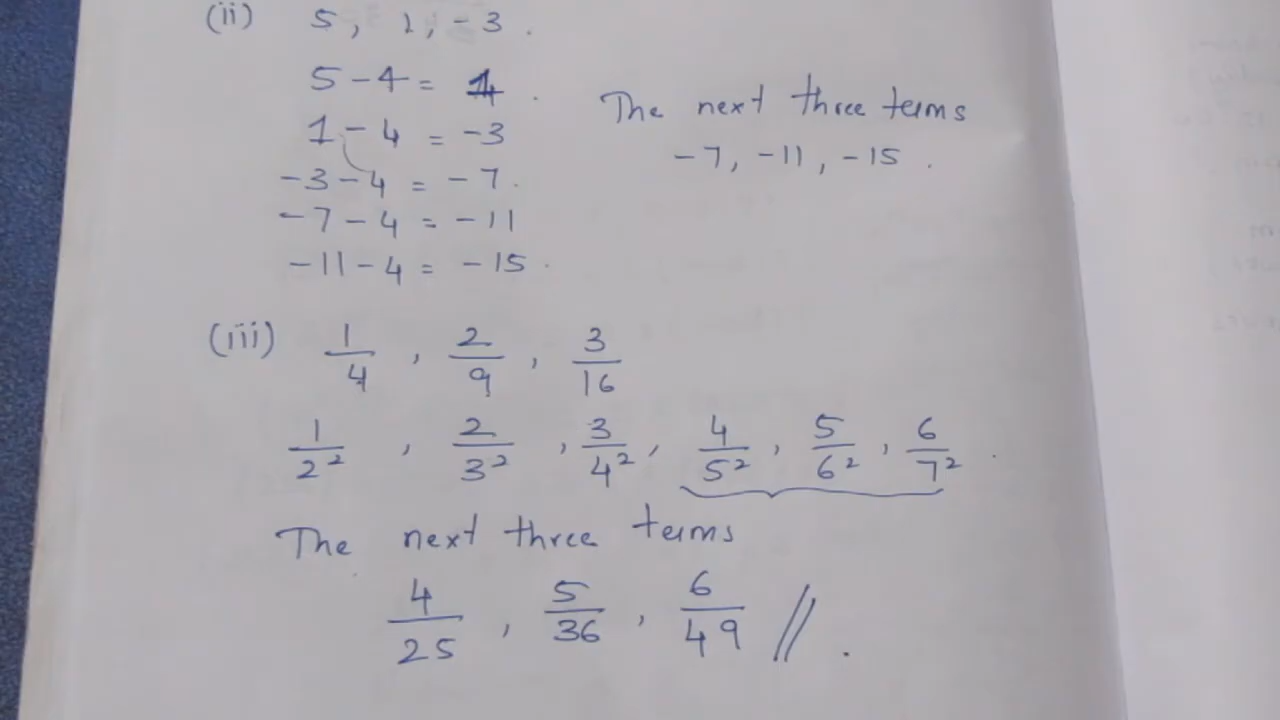 (ii) 5, 1, -3.
5 - 4 = 1.
1 - 4 = -3
-3 - 4 = -7.
-7 - 4 = -11
-11 - 4 = -15.
The next three terms
-7, -11, -15.
(iii) 1/4, 2/9, 3/16
1/2², 2/3², 3/4², 4/5², 5/6², 6/7².
The next three terms
4/25, 5/36, 6/49 //.